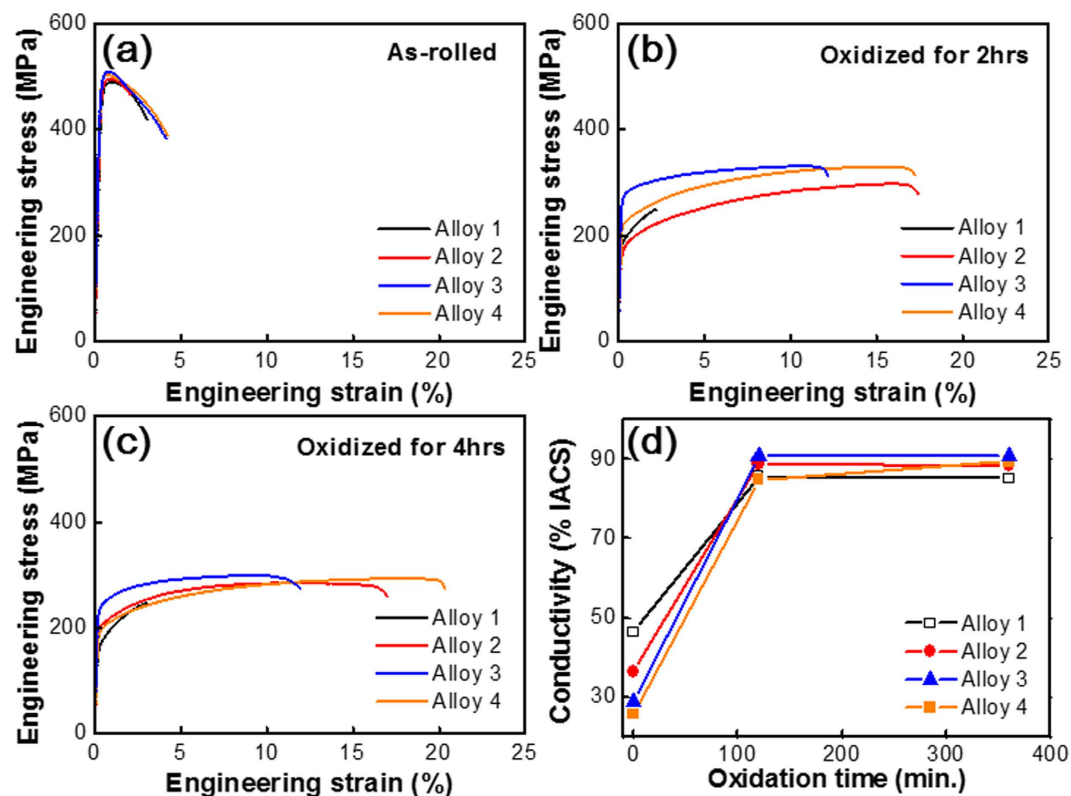 (a)
As-rolled
Engineering stress (MPa)
600
400
200
0
Alloy 1
Alloy 2
Alloy 3
Alloy 4
0 5 10 15 20 25
Engineering strain (%)
(b)
Oxidized for 2hrs
Engineering stress (MPa)
600
400
200
0
Alloy 1
Alloy 2
Alloy 3
Alloy 4
0 5 10 15 20 25
Engineering strain (%)
(c)
Oxidized for 4hrs
Engineering stress (MPa)
600
400
200
0
Alloy 1
Alloy 2
Alloy 3
Alloy 4
0 5 10 15 20 25
Engineering strain (%)
(d)
Conductivity (% IACS)
90
70
50
30
Alloy 1
Alloy 2
Alloy 3
Alloy 4
0 100 200 300 400
Oxidation time (min.)